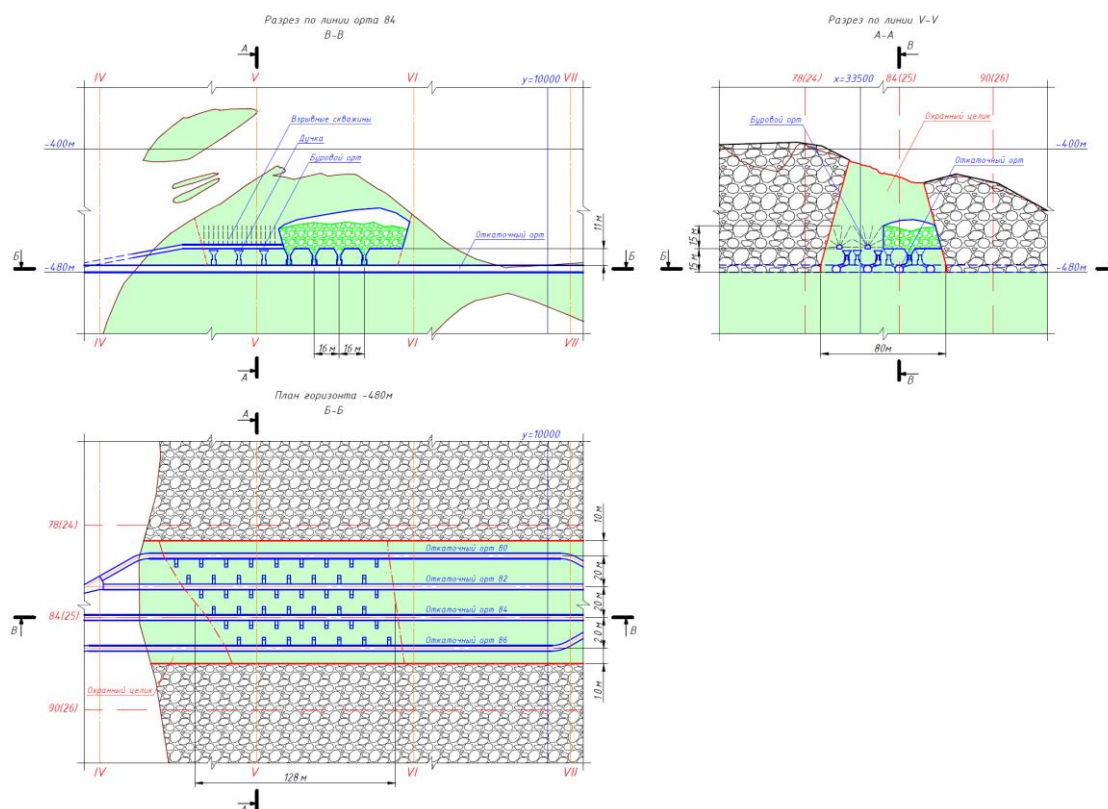 Разрез по линии орта 84
В-В
А
IV
V
VI
y=10000
VII
Взрывные скважины
Дучка
Буровой орт
-400м
11 м
Откаточный орт
Б
-480м
Б
IV
V
VI
VII
16 м
16 м
А
Разрез по линии V-V
А-А
В
78(24)
x=33500
84(25)
90(26)
Буровой орт
Охранный целик
-400м
Откаточный орт
15 м
15 м
Б
-480м
80м
В
План горизонта -480м
Б-Б
А
y=10000
78(24)
10 м
Откаточный орт 80
20 м
Откаточный орт 82
20 м
84(25)
Откаточный орт 84
В
В
20 м
Откаточный орт 86
Охранный целик
10 м
90(26)
IV
V
VI
VII
128 м
А